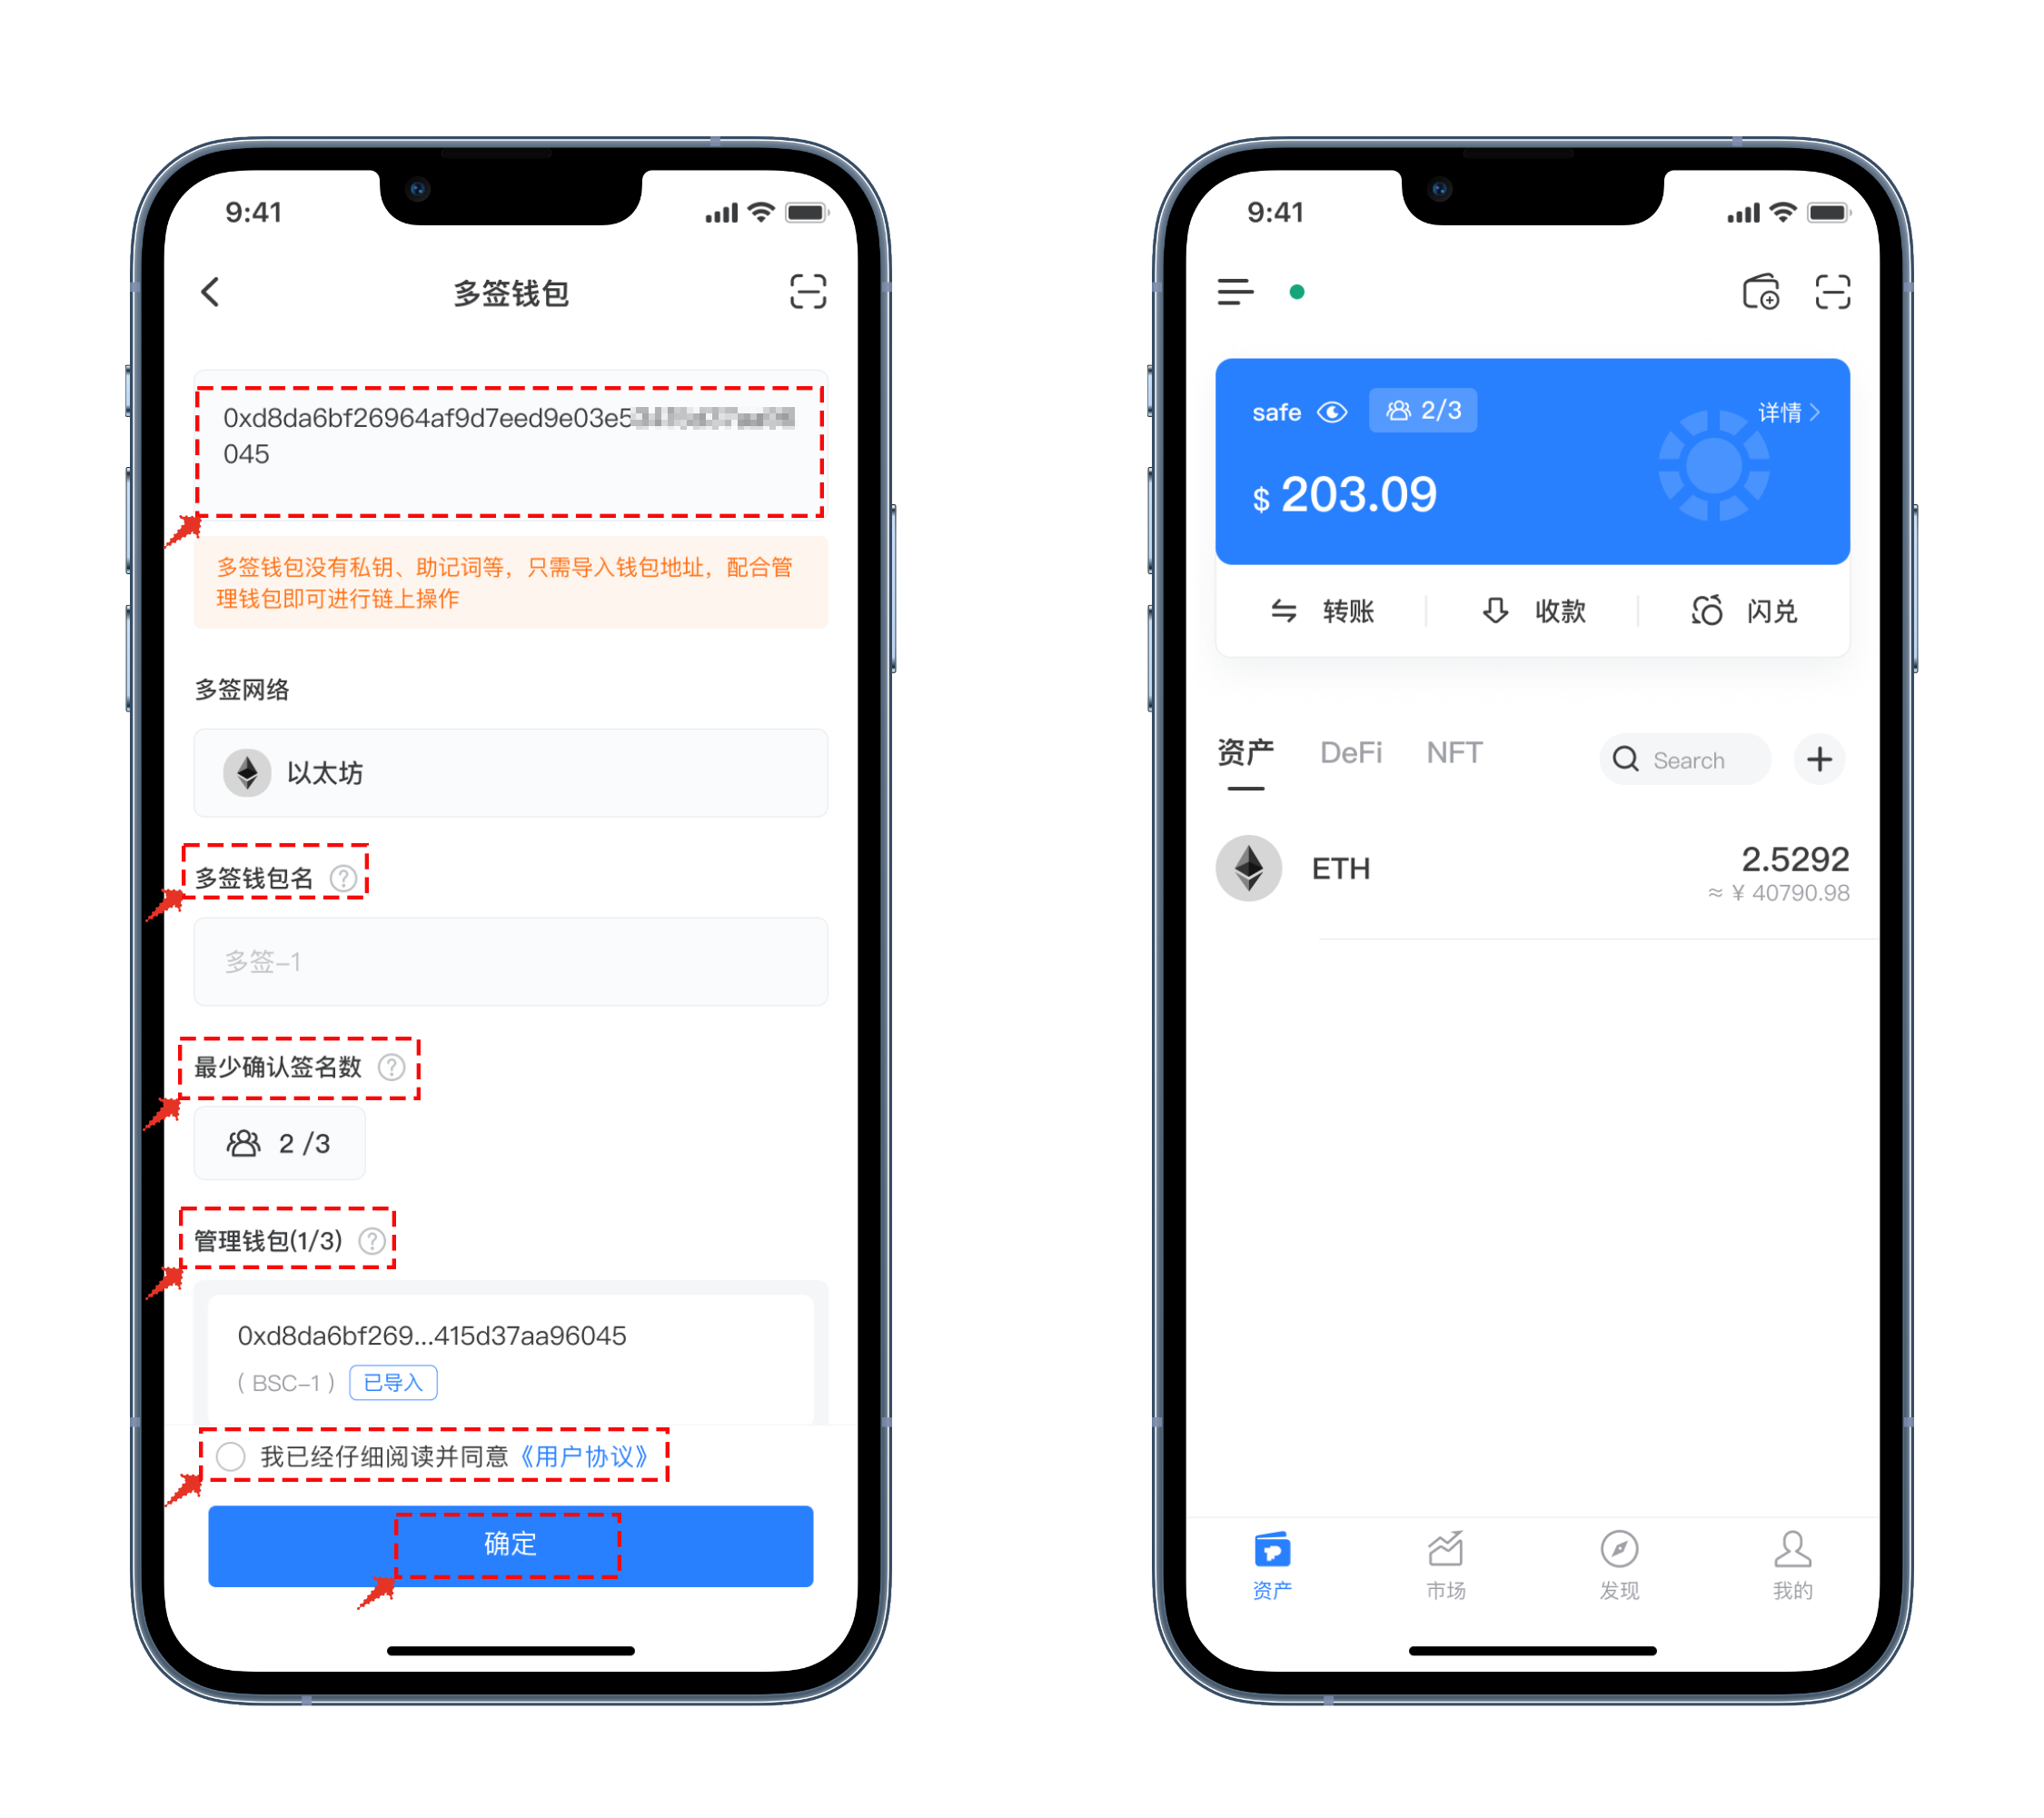 9:41
多签钱包
0xd8da6bf26964af9d7eed9e03e5
045
多签钱包没有私钥、助记词等，只需导入钱包地址，配合管
理钱包即可进行链上操作
多签网络
以太坊
多签钱包名
多签-1
最少确认签名数
2 /3
管理钱包(1/3)
0xd8da6bf269...415d37aa96045
( BSC-1 ) 已导入
我已经仔细阅读并同意《用户协议》
确定
9:41
safe 2/3 详情
$ 203.09
转账 收款 闪兑
资产 DeFi NFT Search
ETH 2.5292
≈ ¥ 40790.98
资产 市场 发现 我的